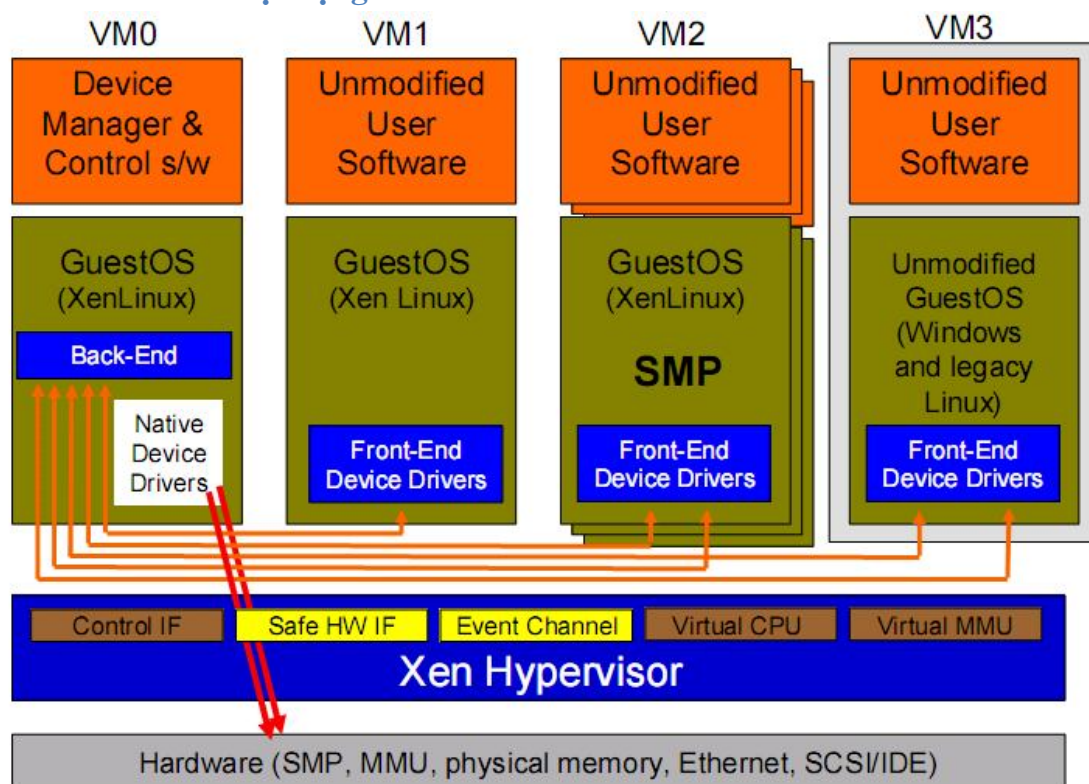 VM0
VM1
VM2
VM3
Device
Manager &
Control s/w
Unmodified
User
Software
Unmodified
User
Software
Unmodified
User
Software
GuestOS
(XenLinux)
Back-End
Native
Device
Drivers
GuestOS
(Xen Linux)
Front-End
Device Drivers
GuestOS
(XenLinux)
SMP
Front-End
Device Drivers
Unmodified
GuestOS
(Windows
and legacy
Linux)
Front-End
Device Drivers
Control IF
Safe HW IF
Event Channel
Virtual CPU
Virtual MMU
Xen Hypervisor
Hardware (SMP, MMU, physical memory, Ethernet, SCSI/IDE)